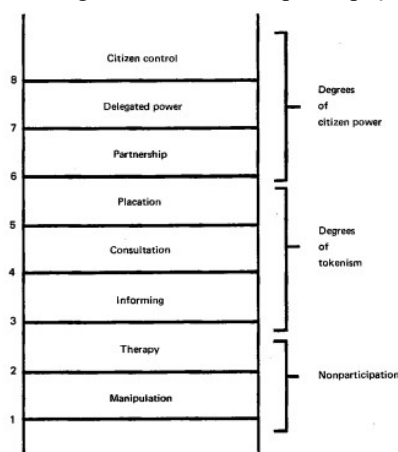 Citizen control
8
Delegated power
7
Partnership
6
Placation
5
Consultation
4
Informing
3
Therapy
2
Manipulation
1
Degrees
of
citizen power
Degrees
of
tokenism
Nonparticipation